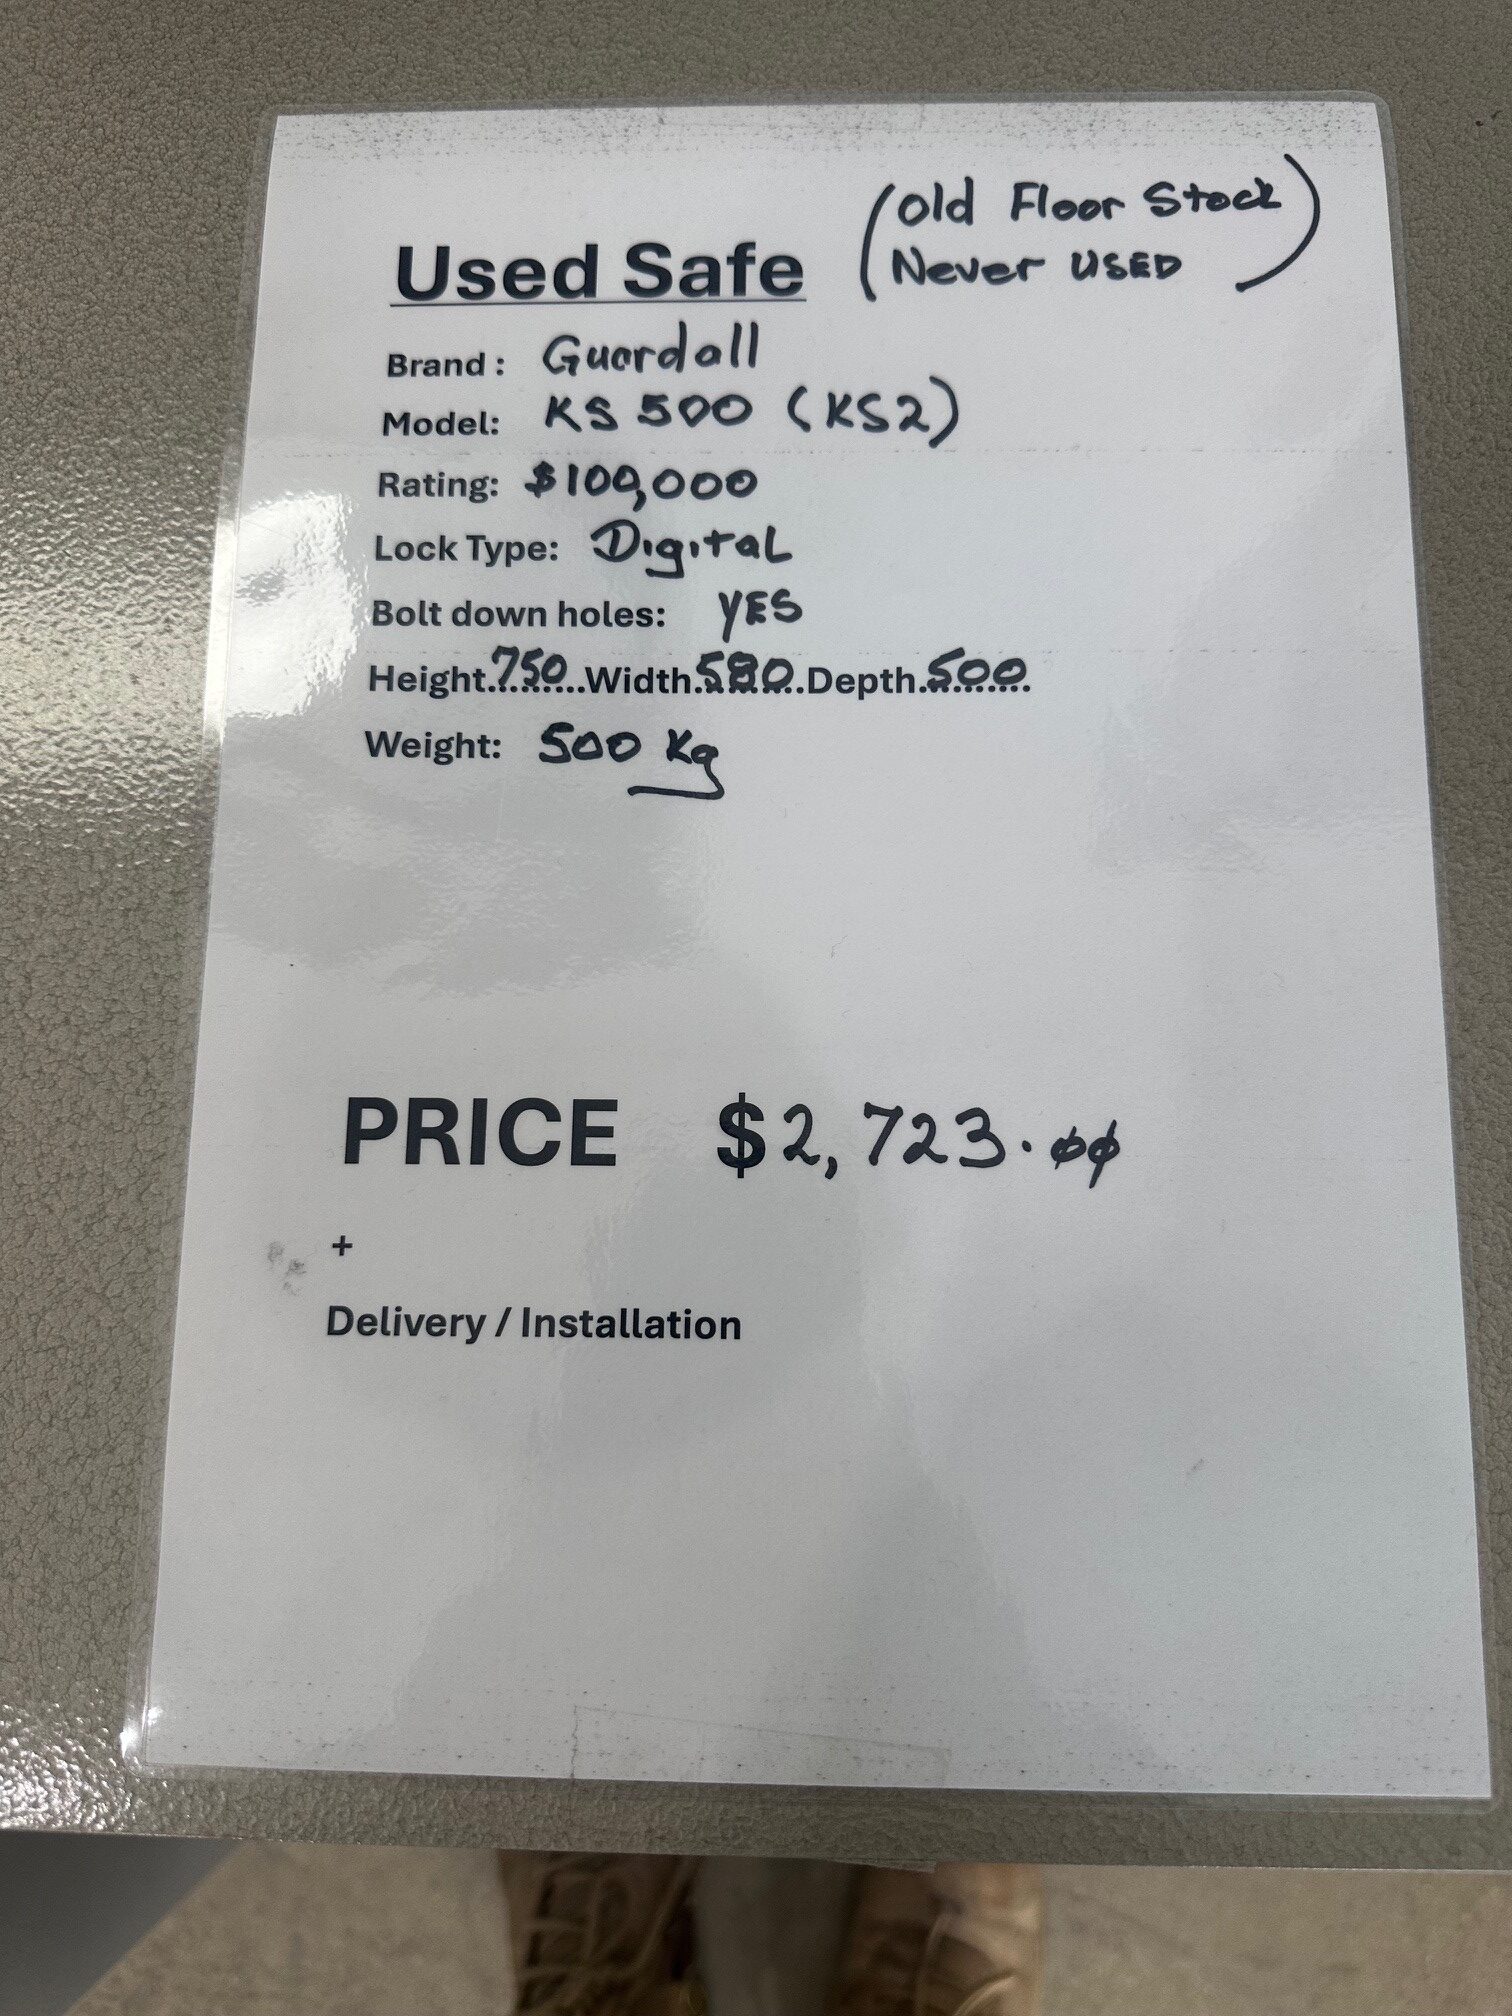 (Old Floor Stock
Used Safe Never USED)
Brand : Guardall
Model: KS 500 (KS2)
Rating: $100,000
Lock Type: Digital
Bolt down holes: YES
Height.750..Width.580.Depth.500.
Weight: 500 Kg
PRICE $2,723.00
+
Delivery / Installation